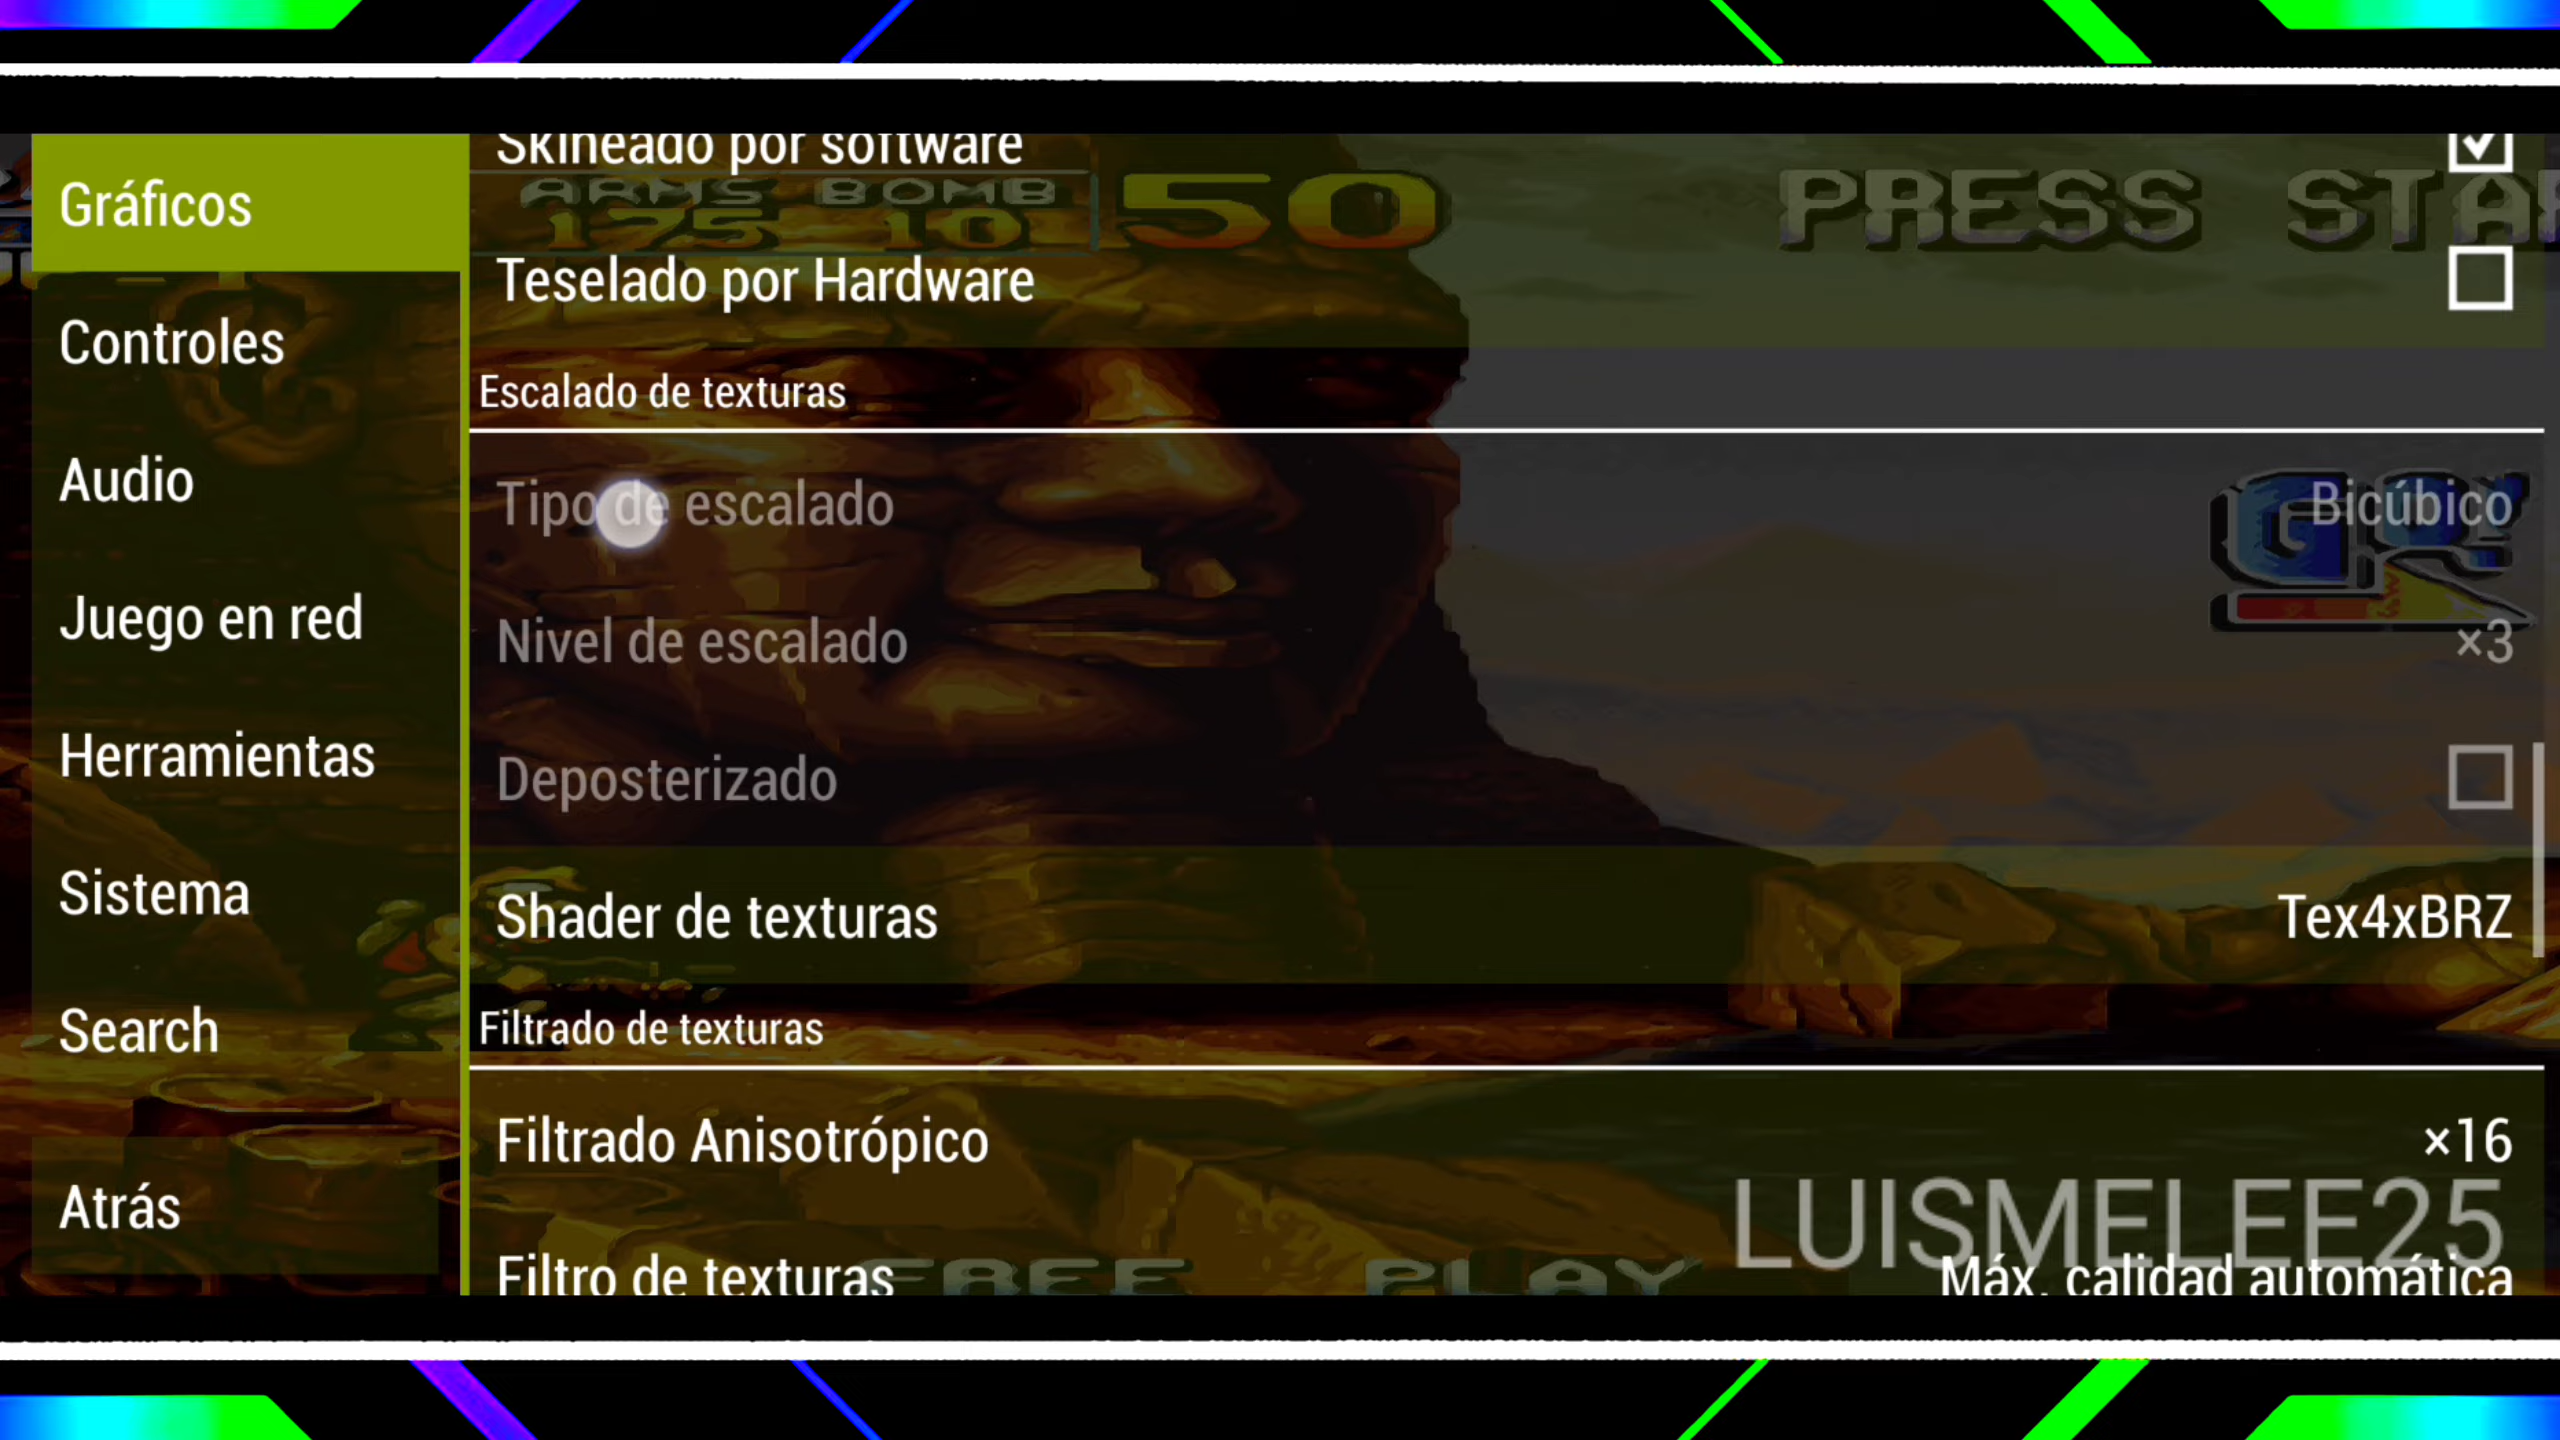 Skineado por software
ARMS BOMB
175 10 50
PRESS STAR
Gráficos
Teselado por Hardware
Controles
Escalado de texturas
Audio
Tipo de escalado
Bicúbico
Juego en red
Nivel de escalado
×3
Herramientas
Deposterizado
Sistema
Shader de texturas
Tex4xBRZ
Search
Filtrado de texturas
Filtrado Anisotrópico
×16
Atrás
LUISMELEE25
Filtro de texturas
Máx. calidad automática
FREE PLAY